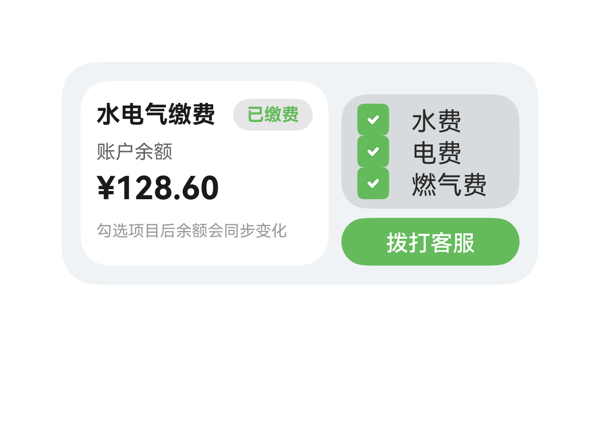 水电气缴费
已缴费
账户余额
¥128.60
勾选项目后余额会同步变化
水费
电费
燃气费
拨打客服